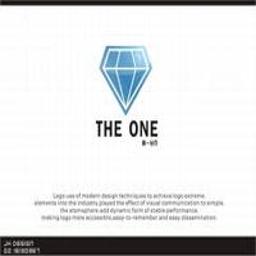 THE ONE
Logo use of modern design techniques to achieve logo extreme.
elements into the industry played the effect of visual communication to simple.
the atomsphere add dynamic form of stable performance.
making logo more accessible,easy-to-remember and easy dissemination.
JH DESIGN